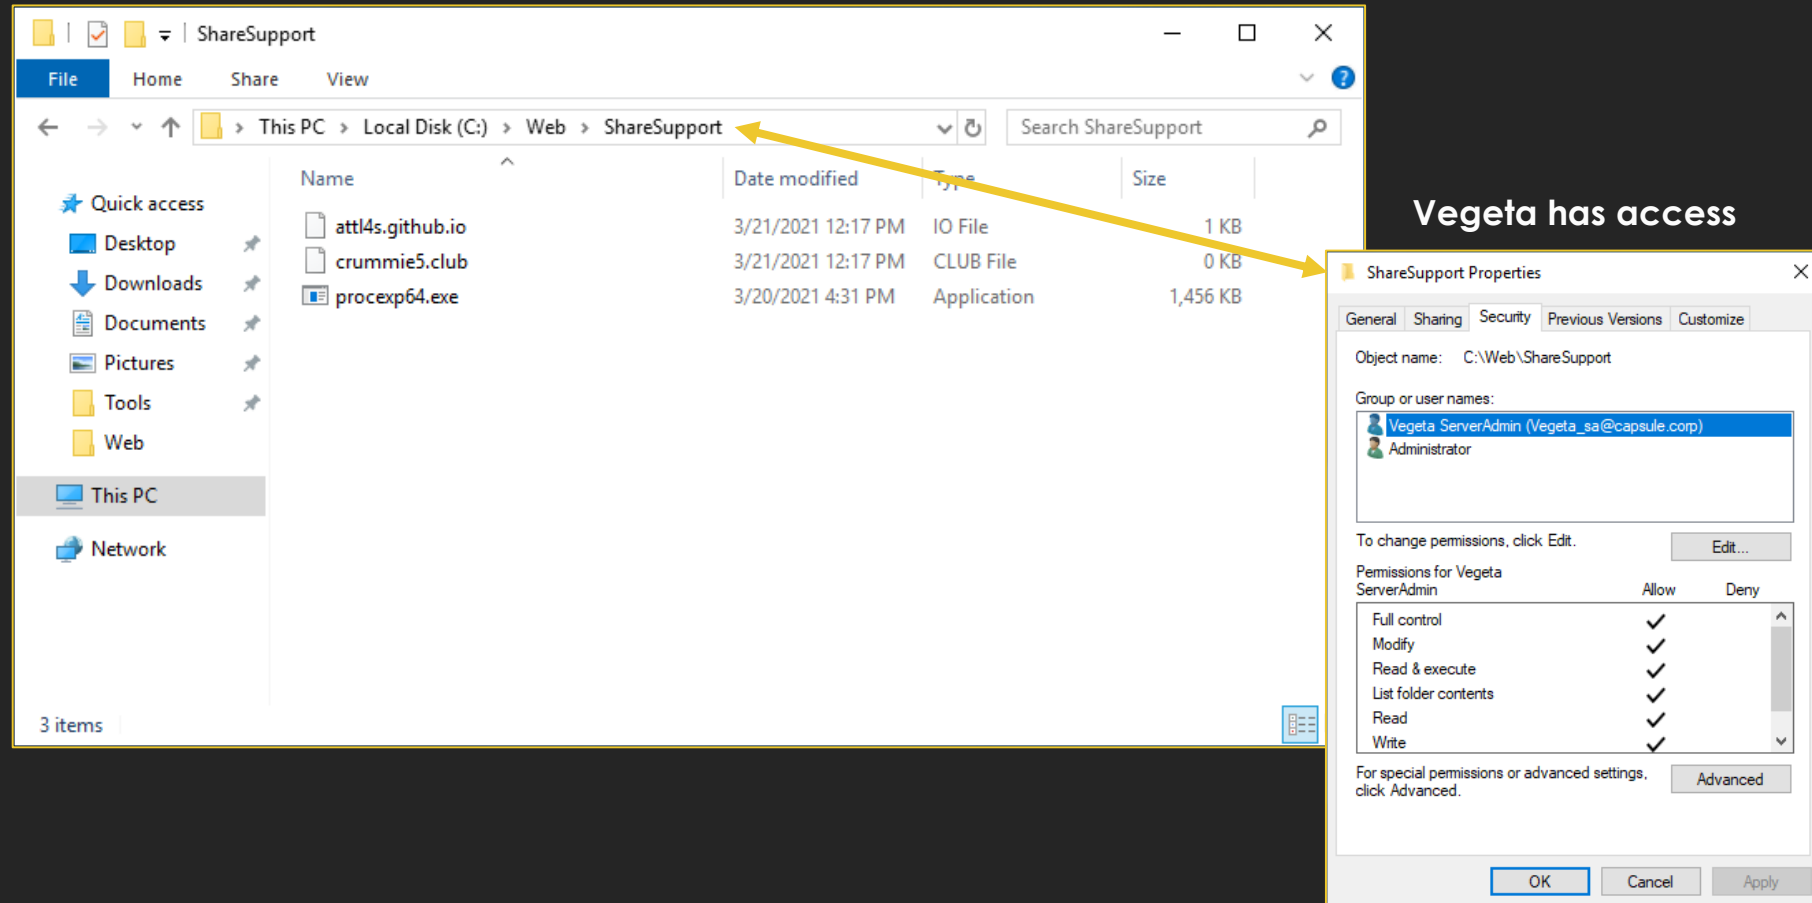 ShareSupport
File Home Share View
This PC > Local Disk (C:) > Web > ShareSupport
Search ShareSupport
Name Date modified Type Size
Quick access
Desktop
Downloads
Documents
Pictures
Tools
Web
This PC
Network
attl4s.github.io 3/21/2021 12:17 PM IO File 1 KB
crummie5.club 3/21/2021 12:17 PM CLUB File 0 KB
procexp64.exe 3/20/2021 4:31 PM Application 1,456 KB
3 items
Vegeta has access
ShareSupport Properties
General Sharing Security Previous Versions Customize
Object name: C:\Web\ShareSupport
Group or user names:
Vegeta ServerAdmin (Vegeta_sa@capsule.corp)
Administrator
To change permissions, click Edit.
Edit...
Permissions for Vegeta
ServerAdmin Allow Deny
Full control
Modify
Read & execute
List folder contents
Read
Write
For special permissions or advanced settings,
click Advanced.
Advanced
OK Cancel Apply